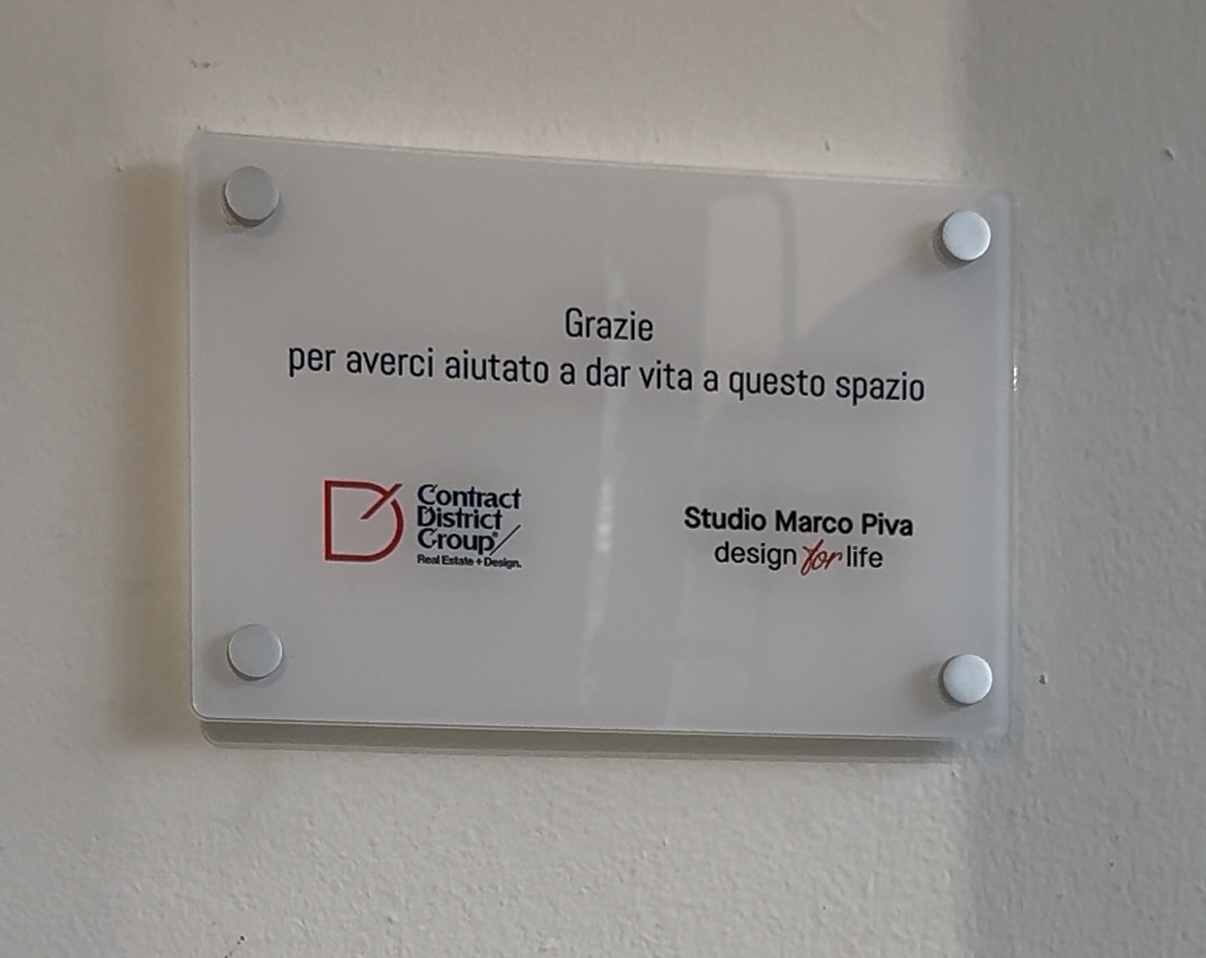 Grazie
per averci aiutato a dar vita a questo spazio
Contract
District
Group®
Real Estate + Design.
Studio Marco Piva
design for life